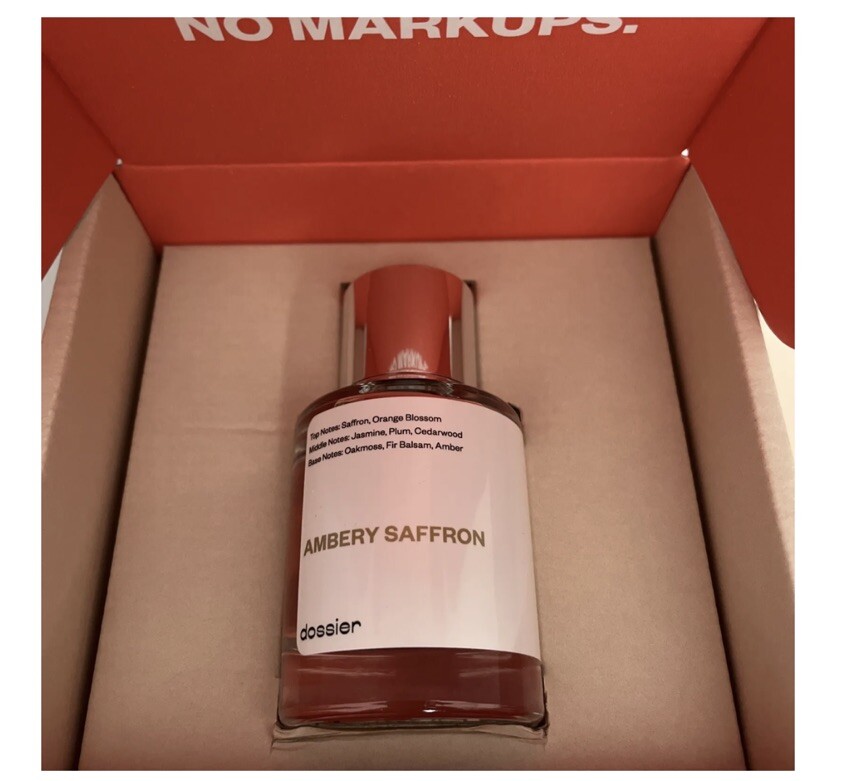 NO MARKUPS.
Top Notes: Saffron, Orange Blossom
Middle Notes: Jasmine, Plum, Cedarwood
Base Notes: Oakmoss, Fir Balsam, Amber
AMBERY SAFFRON
dossier